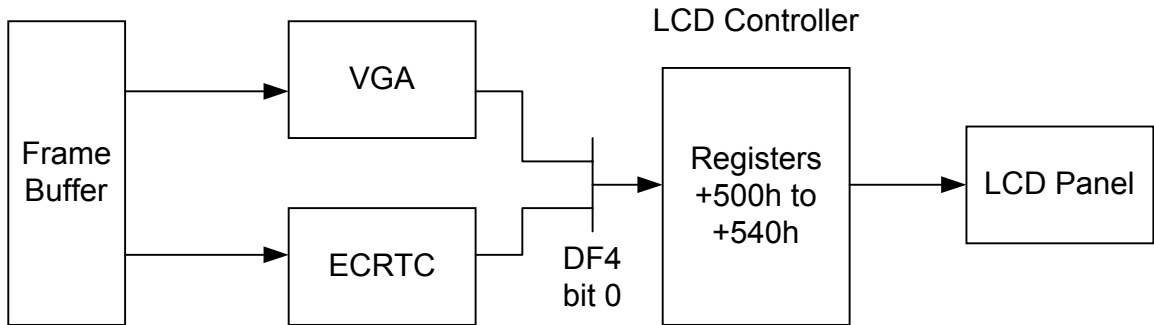 LCD Controller
VGA
Frame
Buffer
Registers
+500h to
+540h
LCD Panel
ECRTC
DF4
bit 0